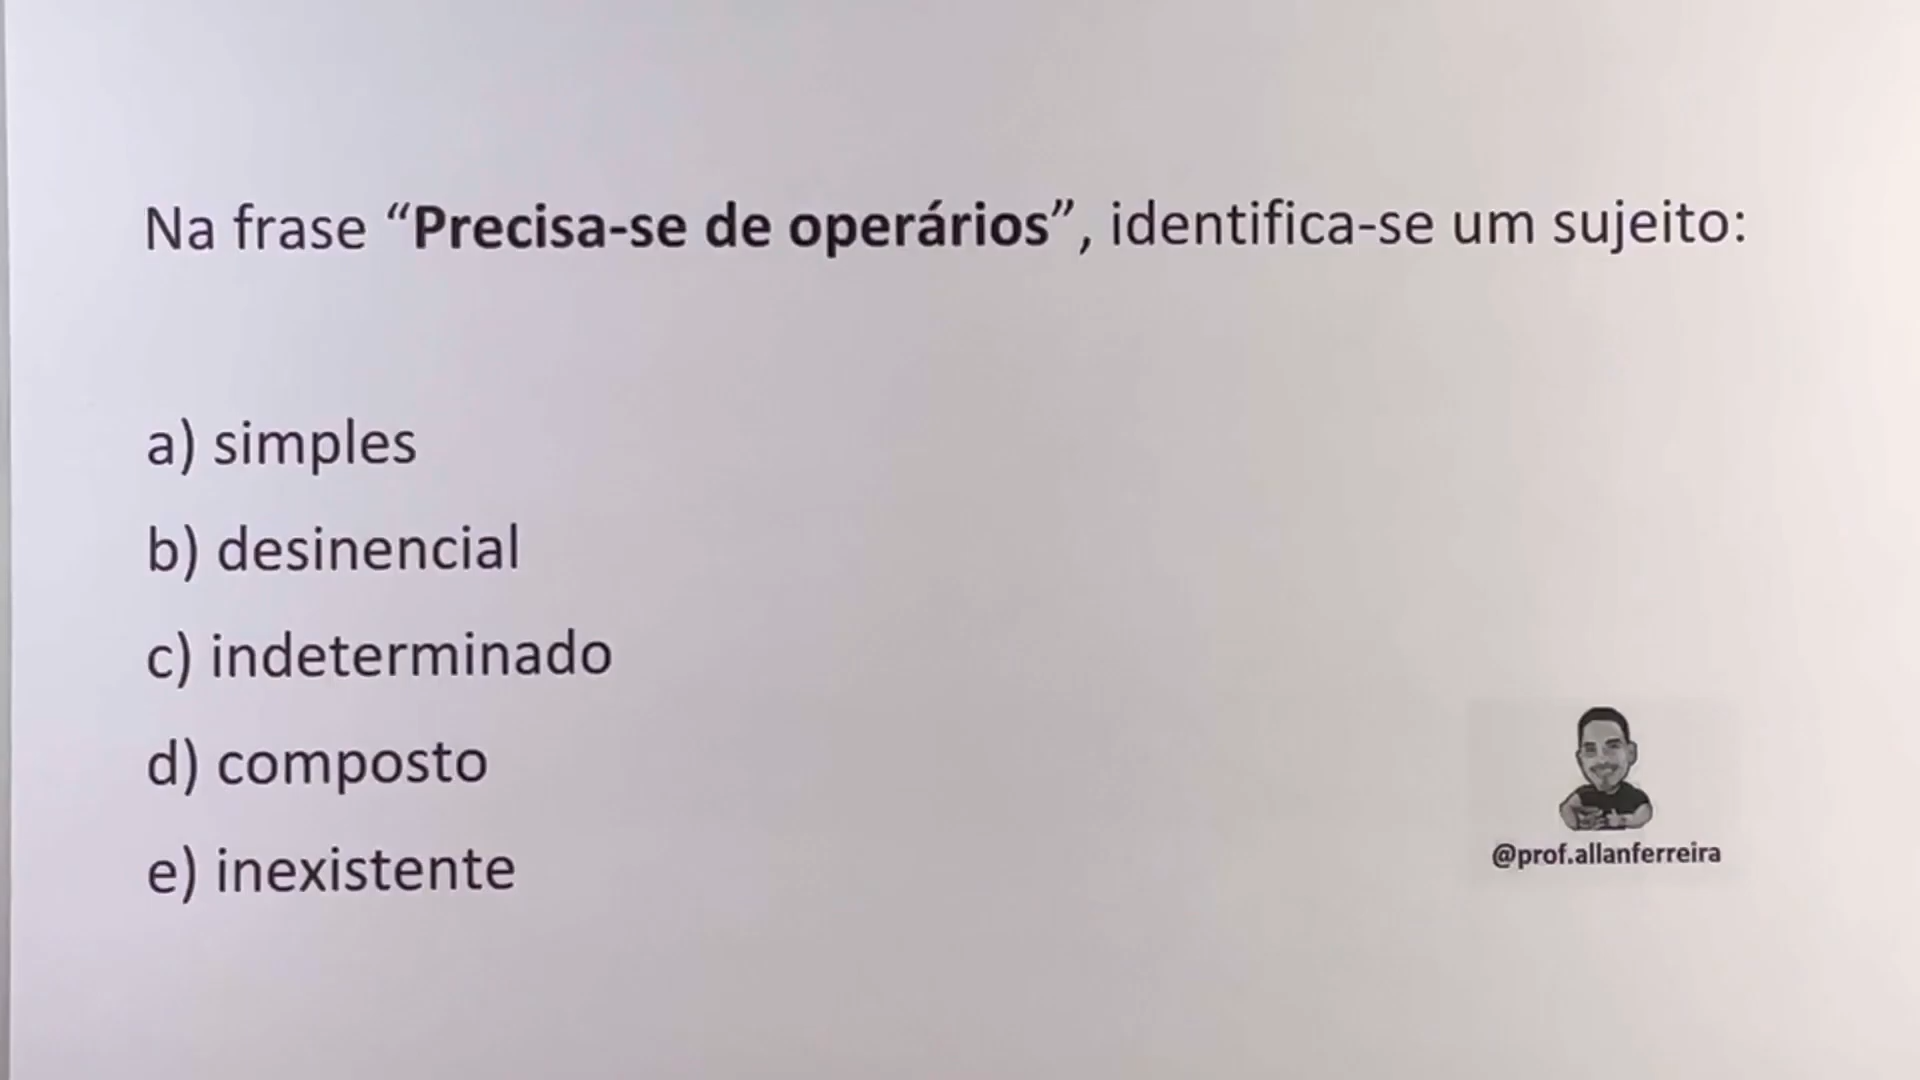 Na frase “Precisa-se de operários”, identifica-se um sujeito:
a) simples
b) desinencial
c) indeterminado
d) composto
e) inexistente
@prof.allanferreira